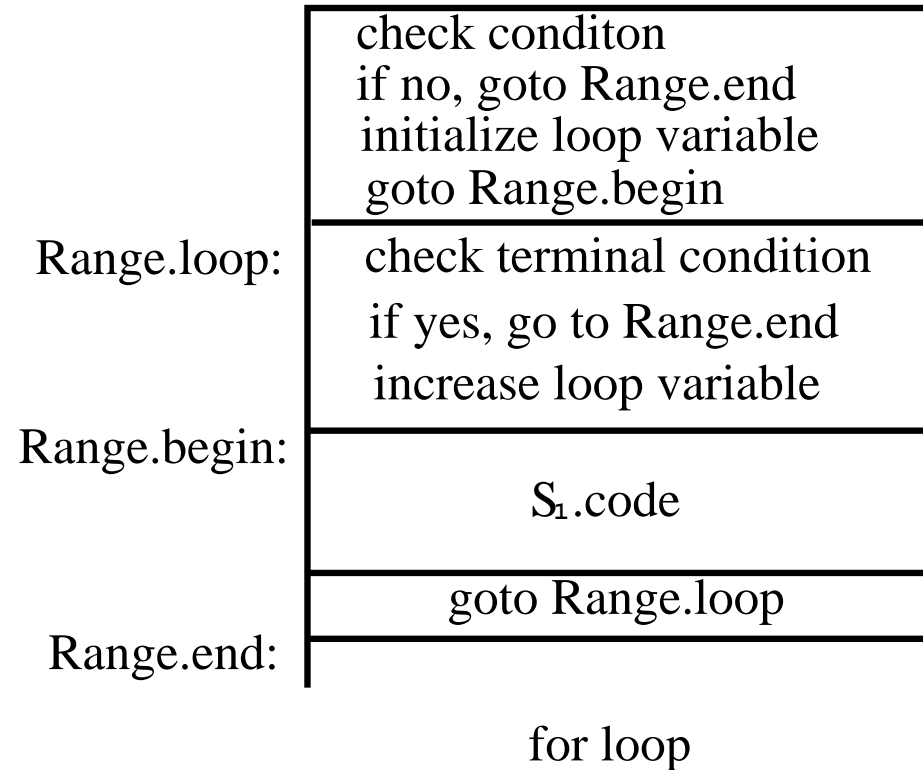 check conditon
if no, goto Range.end
initialize loop variable
goto Range.begin
Range.loop: check terminal condition
if yes, go to Range.end
increase loop variable
Range.begin:
S₁.code
goto Range.loop
Range.end:
for loop